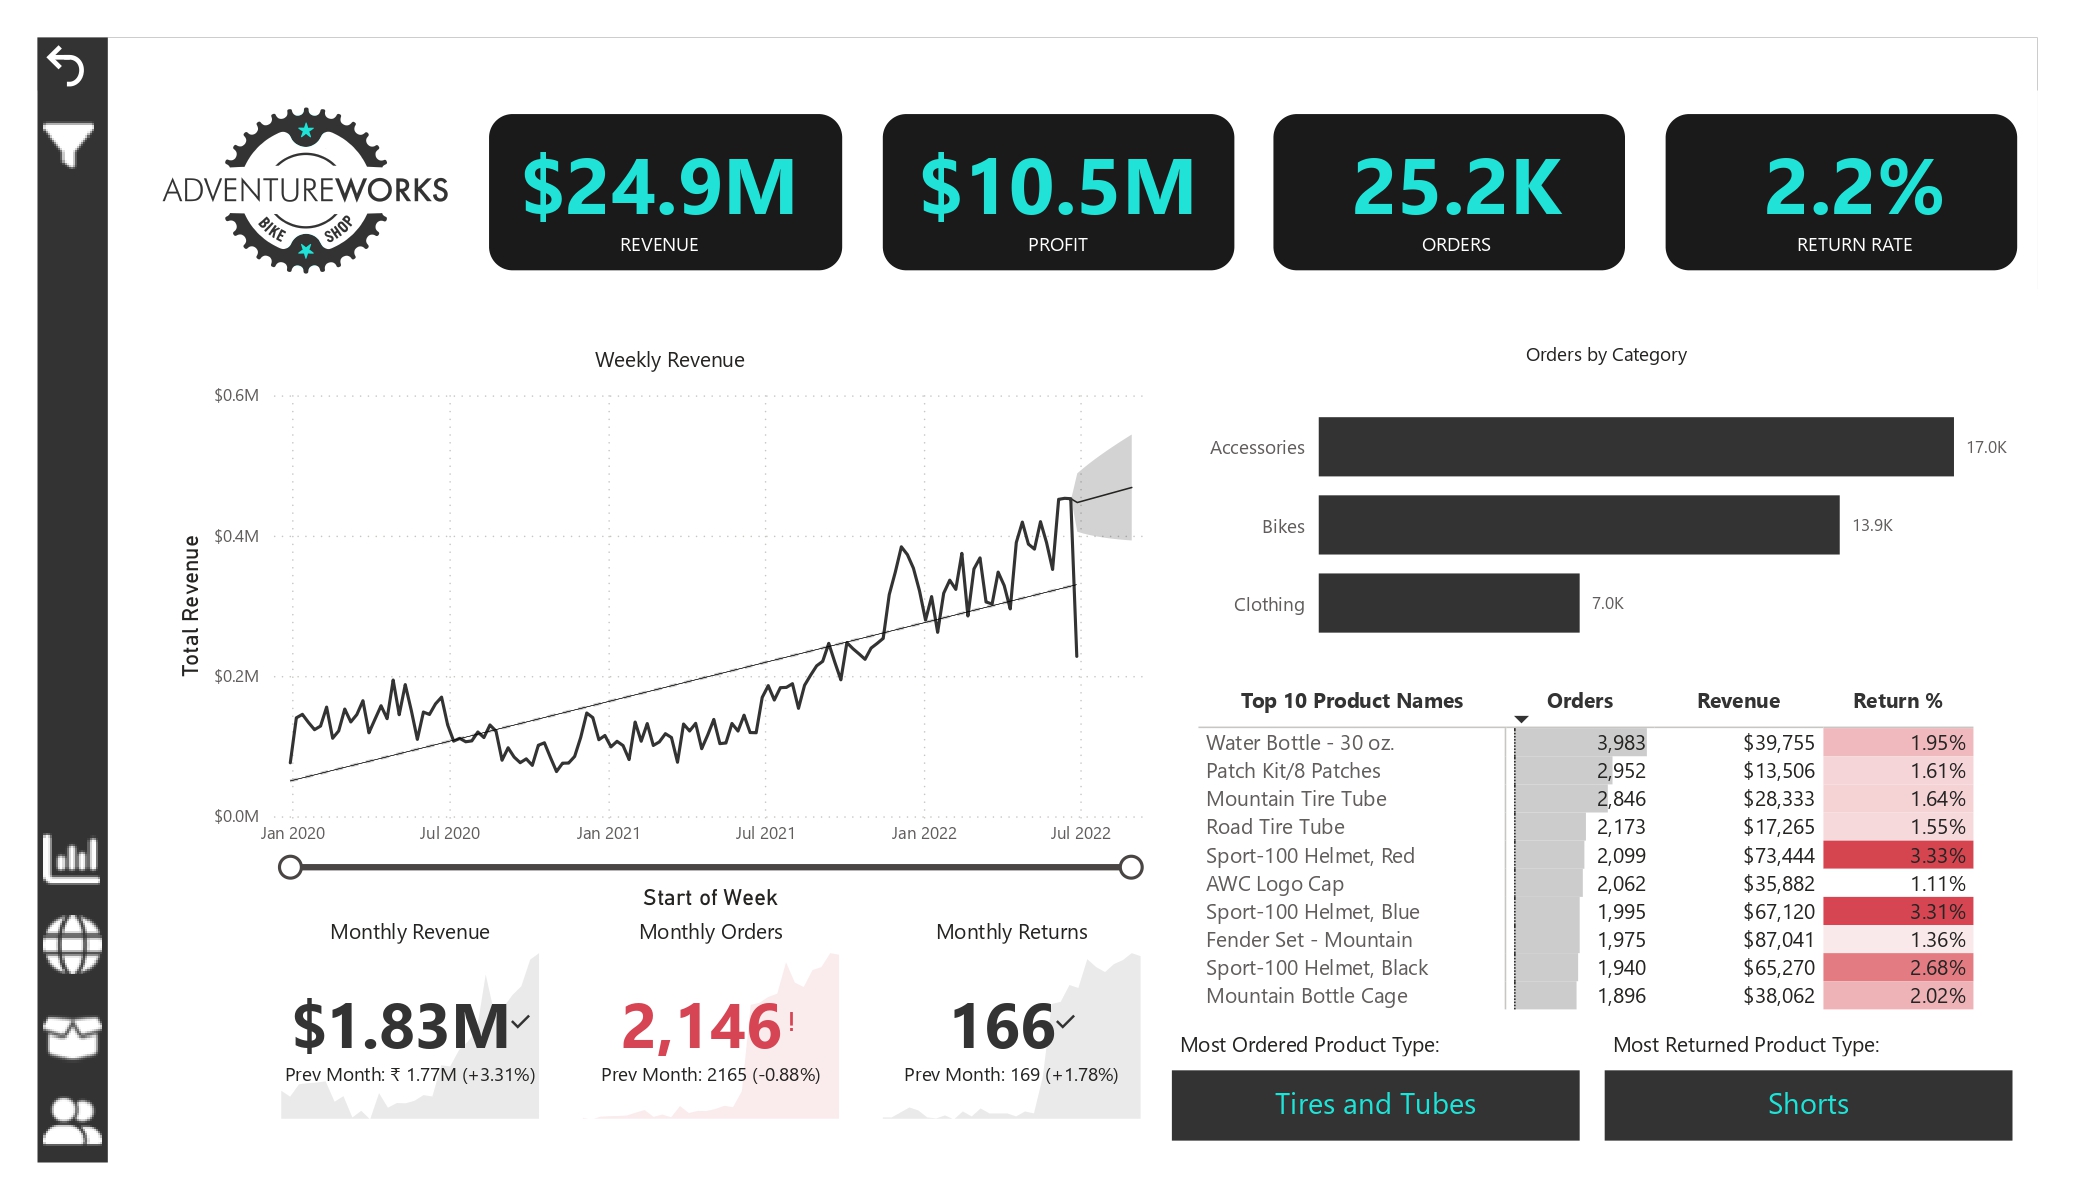 ADVENTUREWORKS
BIKE SHOP
$24.9M
REVENUE
$10.5M
PROFIT
25.2K
ORDERS
2.2%
RETURN RATE
Weekly Revenue
Total Revenue
$0.6M
$0.4M
$0.2M
$0.0M
Jan 2020 Jul 2020 Jan 2021 Jul 2021 Jan 2022 Jul 2022
Start of Week
Orders by Category
Accessories 17.0K
Bikes 13.9K
Clothing 7.0K
Top 10 Product Names Orders Revenue Return %
Water Bottle - 30 oz. 3,983 $39,755 1.95%
Patch Kit/8 Patches 2,952 $13,506 1.61%
Mountain Tire Tube 2,846 $28,333 1.64%
Road Tire Tube 2,173 $17,265 1.55%
Sport-100 Helmet, Red 2,099 $73,444 3.33%
AWC Logo Cap 2,062 $35,882 1.11%
Sport-100 Helmet, Blue 1,995 $67,120 3.31%
Fender Set - Mountain 1,975 $87,041 1.36%
Sport-100 Helmet, Black 1,940 $65,270 2.68%
Mountain Bottle Cage 1,896 $38,062 2.02%
Monthly Revenue
$1.83M
Prev Month: ₹ 1.77M (+3.31%)
Monthly Orders
2,146 !
Prev Month: 2165 (-0.88%)
Monthly Returns
166
Prev Month: 169 (+1.78%)
Most Ordered Product Type:
Tires and Tubes
Most Returned Product Type:
Shorts